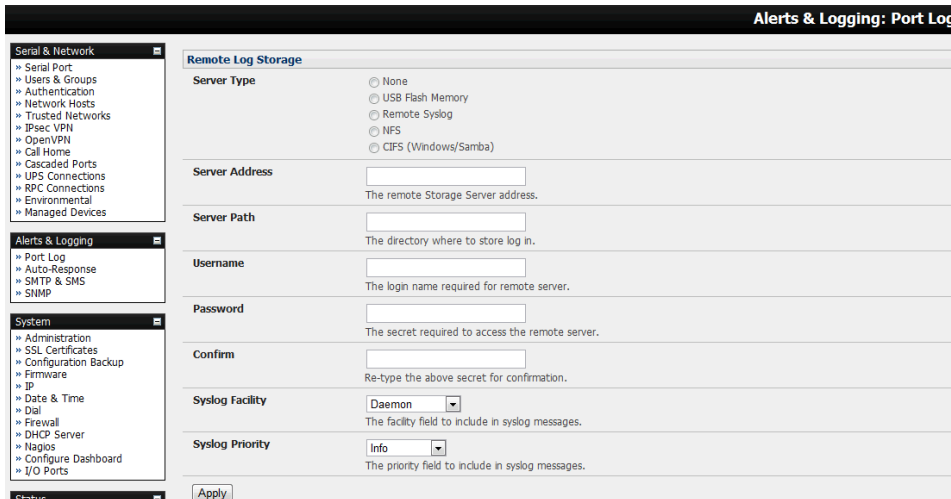 Alerts & Logging: Port Log
Serial & Network
» Serial Port
» Users & Groups
» Authentication
» Network Hosts
» Trusted Networks
» IPsec VPN
» OpenVPN
» Call Home
» Cascaded Ports
» UPS Connections
» RPC Connections
» Environmental
» Managed Devices
Alerts & Logging
» Port Log
» Auto-Response
» SMTP & SMS
» SNMP
System
» Administration
» SSL Certificates
» Configuration Backup
» Firmware
» IP
» Date & Time
» Dial
» Firewall
» DHCP Server
» Nagios
» Configure Dashboard
» I/O Ports
Status
Remote Log Storage
Server Type
None
USB Flash Memory
Remote Syslog
NFS
CIFS (Windows/Samba)
Server Address
The remote Storage Server address.
Server Path
The directory where to store log in.
Username
The login name required for remote server.
Password
The secret required to access the remote server.
Confirm
Re-type the above secret for confirmation.
Syslog Facility
Daemon
The facility field to include in syslog messages.
Syslog Priority
Info
The priority field to include in syslog messages.
Apply